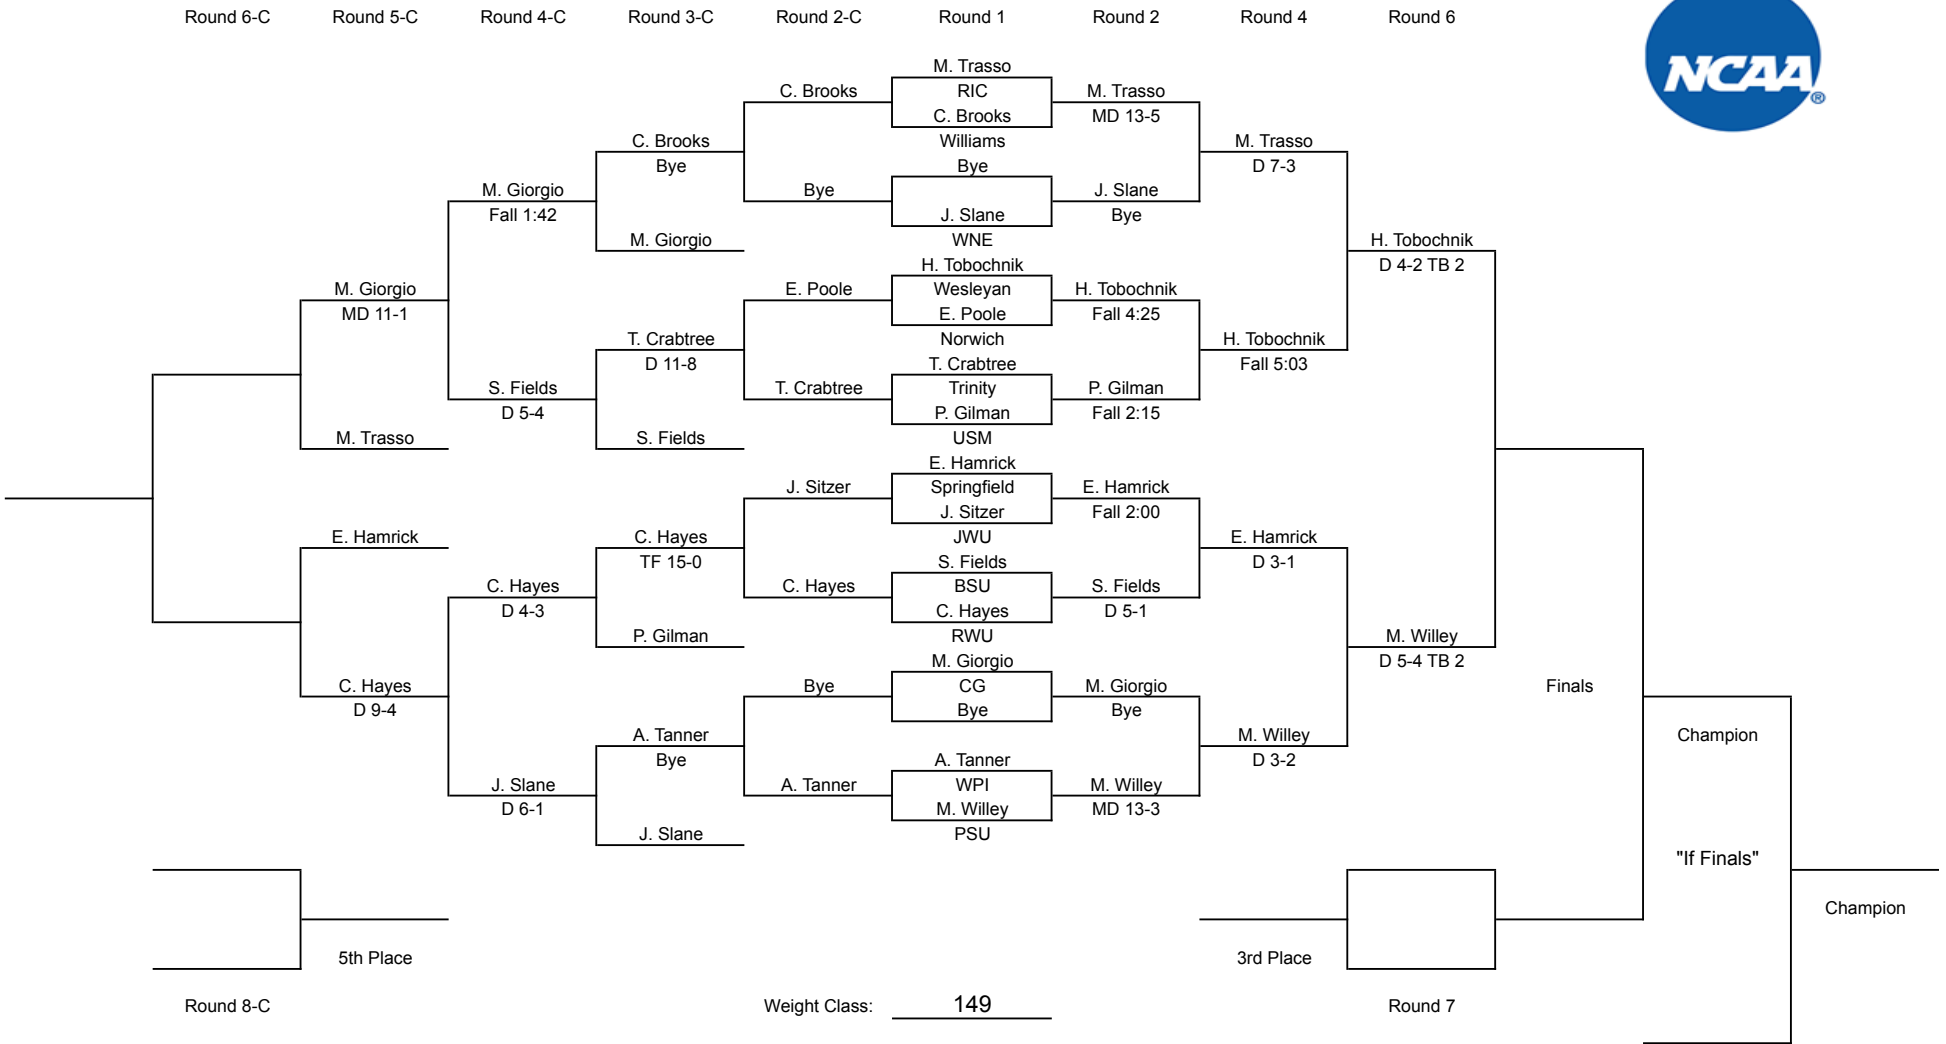 Round 6-C Round 5-C Round 4-C Round 3-C Round 2-C Round 1 Round 2 Round 4 Round 6
NCAA®
M. Trasso
C. Brooks RIC M. Trasso
C. Brooks MD 13-5
C. Brooks Williams M. Trasso
Bye Bye D 7-3
M. Giorgio Bye J. Slane
Fall 1:42 J. Slane Bye
M. Giorgio WNE H. Tobochnik
H. Tobochnik D 4-2 TB 2
M. Giorgio E. Poole Wesleyan H. Tobochnik
MD 11-1 E. Poole Fall 4:25
T. Crabtree Norwich H. Tobochnik
D 11-8 T. Crabtree Fall 5:03
S. Fields T. Crabtree Trinity P. Gilman
D 5-4 P. Gilman Fall 2:15
M. Trasso S. Fields USM
E. Hamrick
J. Sitzer Springfield E. Hamrick
J. Sitzer Fall 2:00
E. Hamrick C. Hayes JWU E. Hamrick
TF 15-0 S. Fields D 3-1
C. Hayes C. Hayes BSU S. Fields
D 4-3 C. Hayes D 5-1
P. Gilman RWU M. Willey
M. Giorgio D 5-4 TB 2
C. Hayes Bye CG M. Giorgio Finals
D 9-4 Bye Bye
A. Tanner M. Willey Champion
Bye A. Tanner D 3-2
J. Slane A. Tanner WPI M. Willey
D 6-1 M. Willey MD 13-3
J. Slane PSU
"If Finals"
Champion
5th Place 3rd Place
Round 8-C Weight Class: 149 Round 7